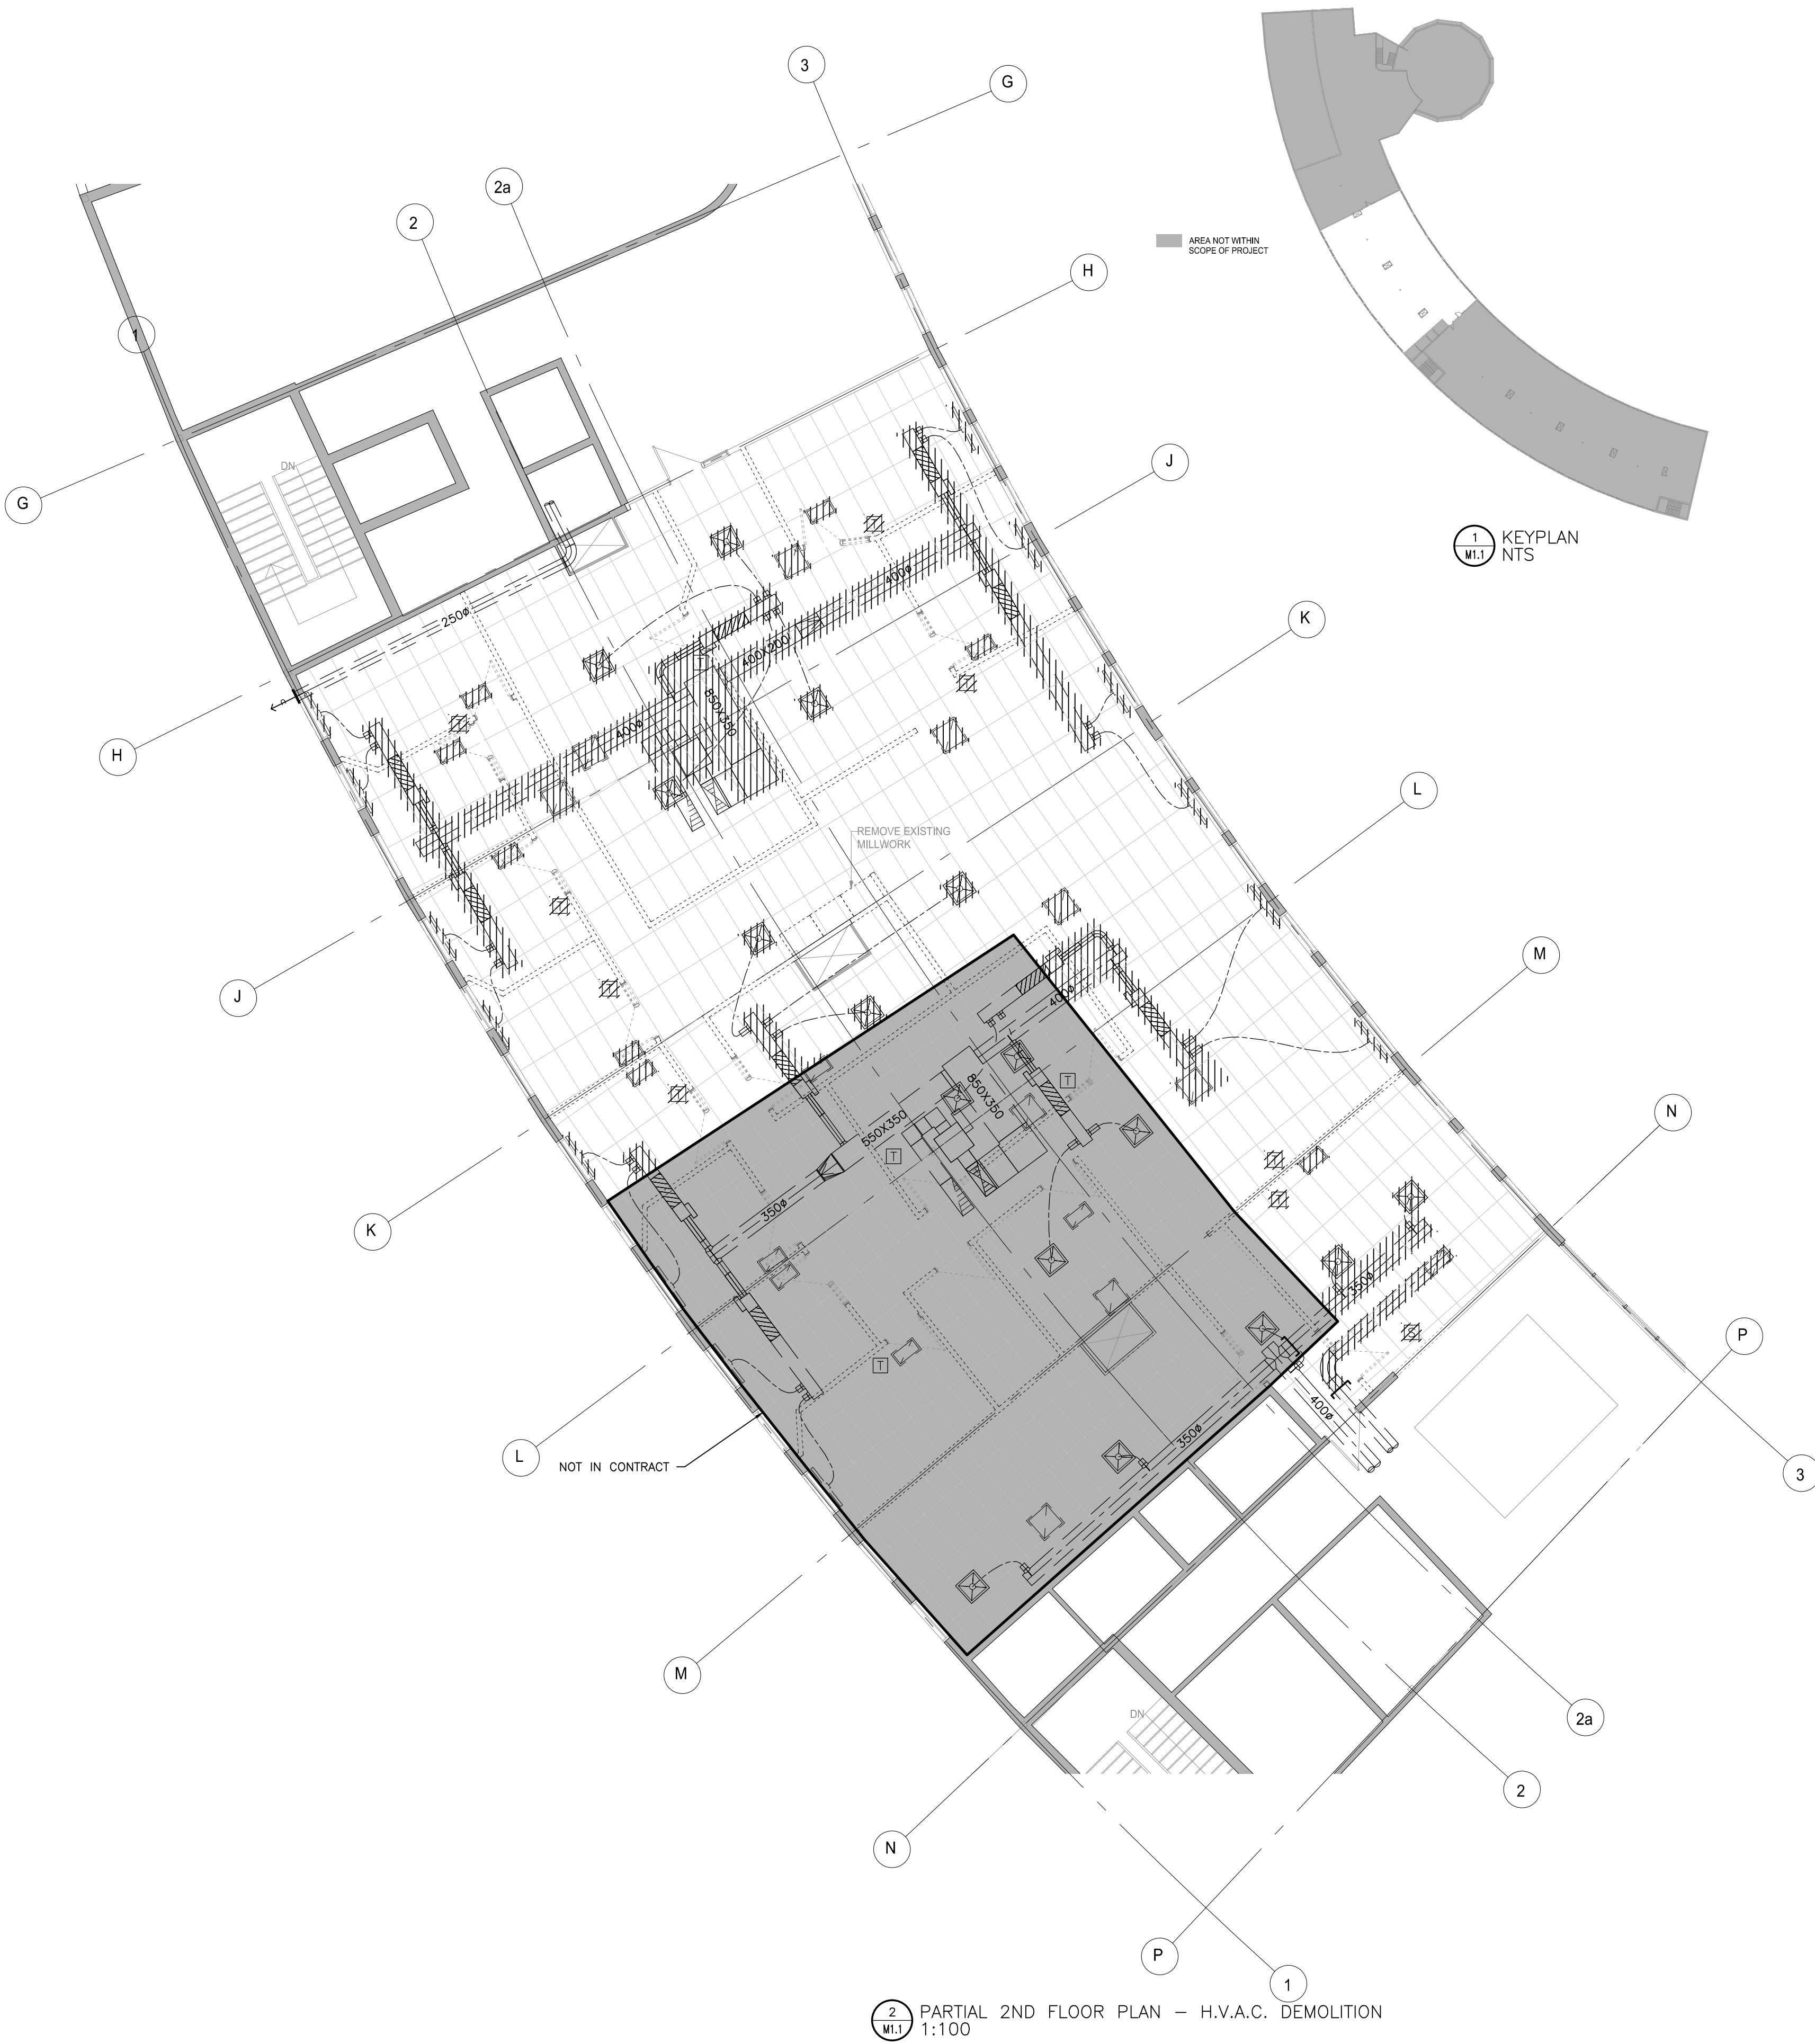 3
G
2a
2
AREA NOT WITHIN
SCOPE OF PROJECT
H
1
J
DN
G
1
M1.1
KEYPLAN
NTS
400ø
K
250ø
T
T
400X200
T
850X350
T
400ø
H
L
REMOVE EXISTING
MILLWORK
T
M
J
T
400ø
850X350
T
T
N
550X350
T
T
T
350ø
K
350ø
S
P
T
400ø
350ø
L
NOT IN CONTRACT
3
M
2a
DN
2
N
P
1
2
M1.1
PARTIAL 2ND FLOOR PLAN – H.V.A.C. DEMOLITION
1:100